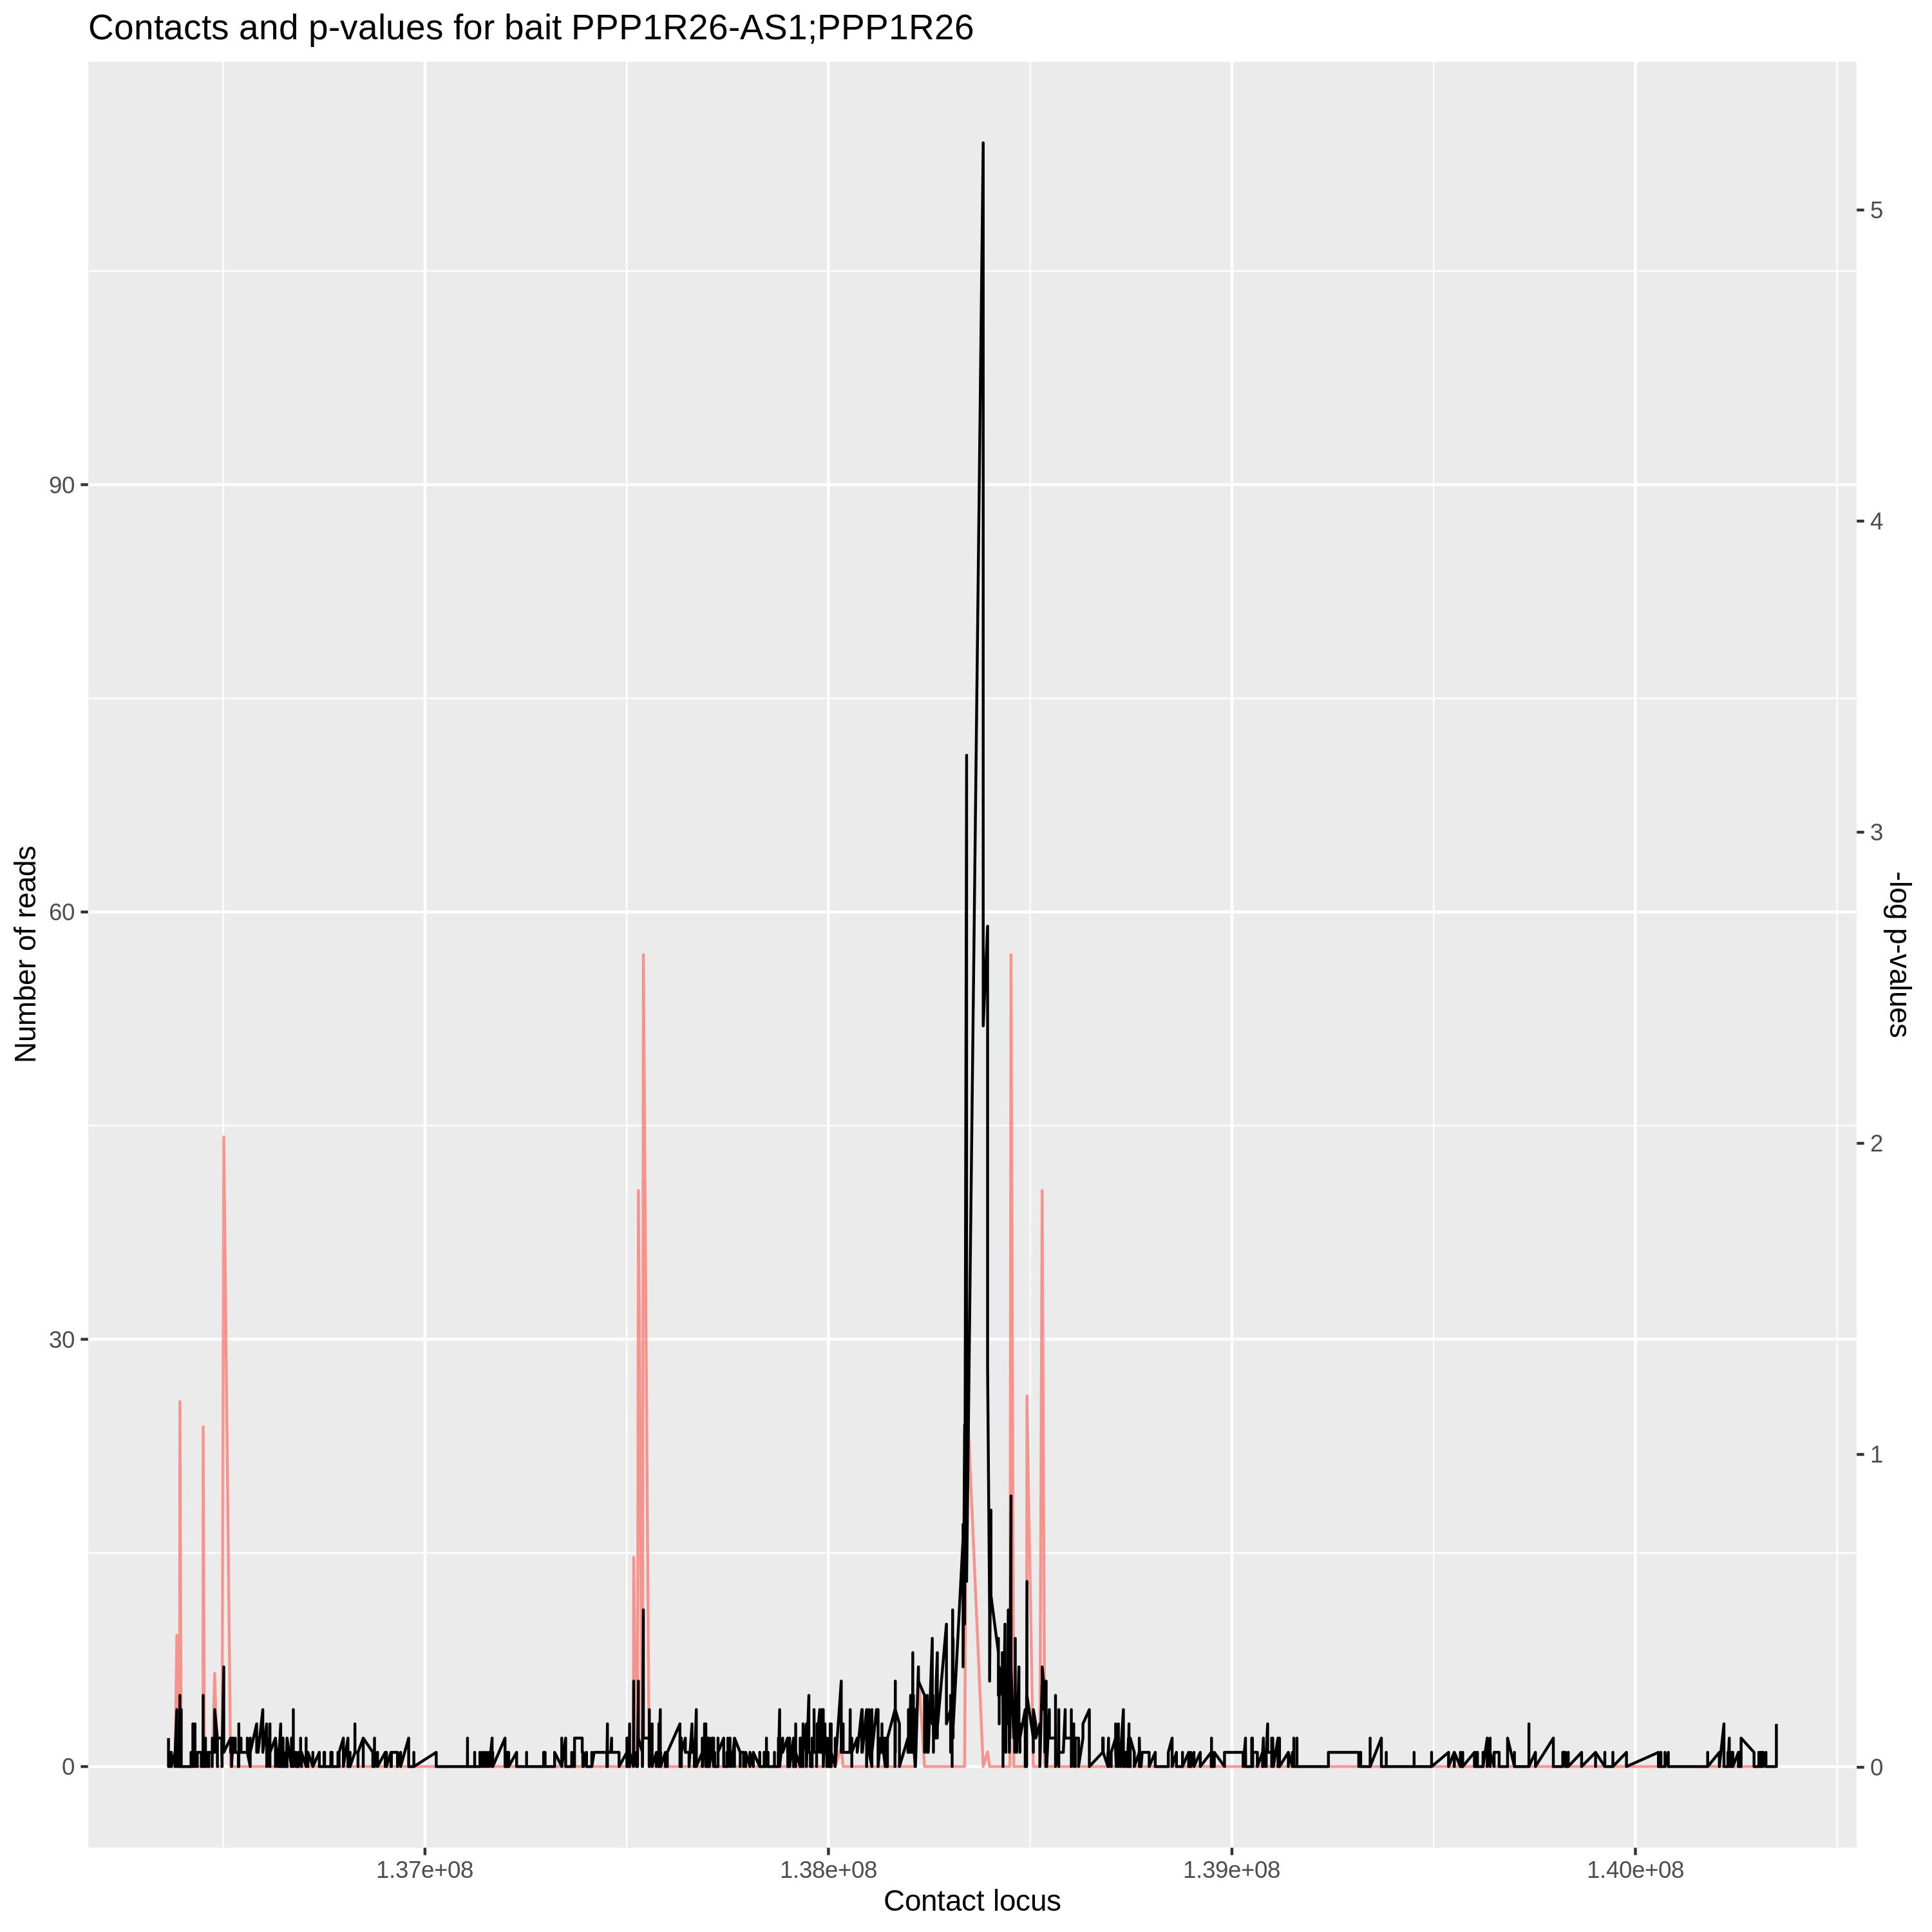 Contacts and p-values for bait PPP1R26-AS1;PPP1R26
Number of reads
90
60
30
0
5
4
3
2
1
0
-log p-values
1.37e+08
1.38e+08
1.39e+08
1.40e+08
Contact locus